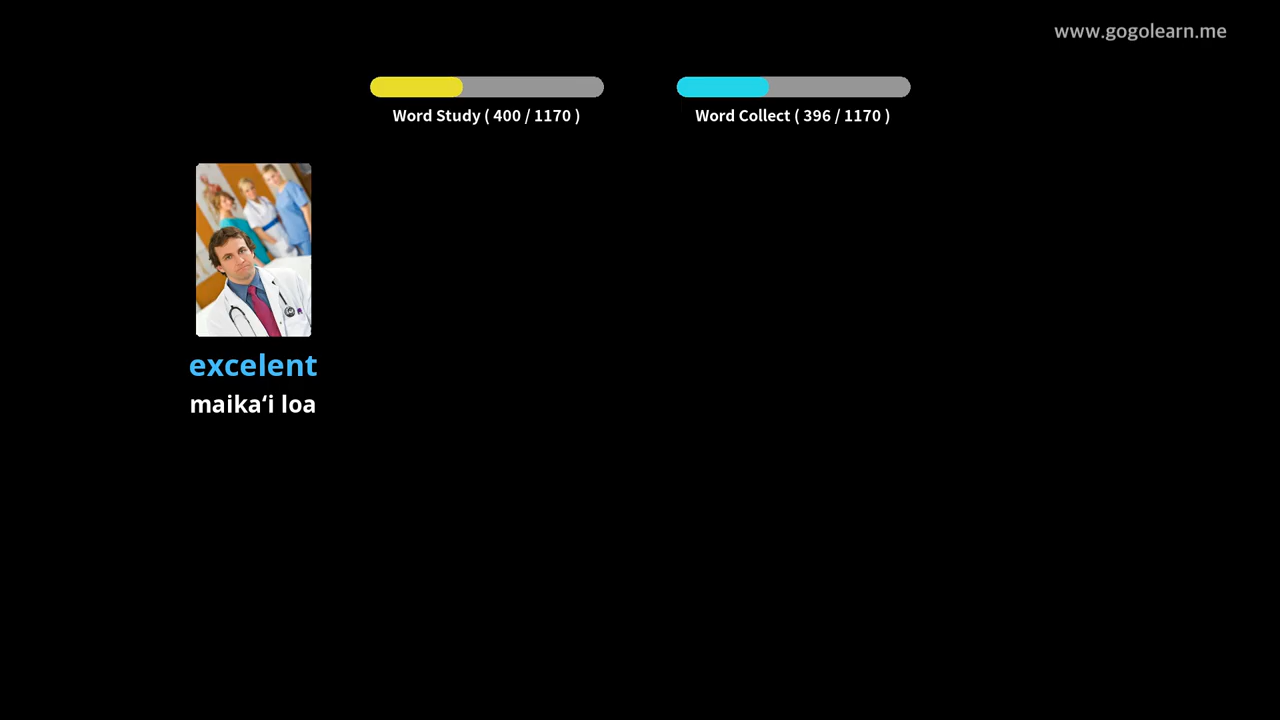 www.gogolearn.me
Word Study ( 400 / 1170 )
Word Collect ( 396 / 1170 )
excelent
maikaʻi loa